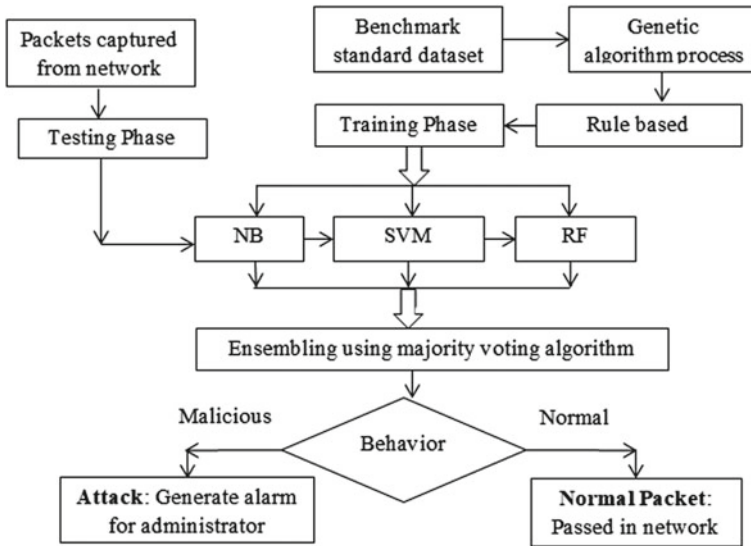 Packets captured
from network
Benchmark
standard dataset
Genetic
algorithm process
Testing Phase
Training Phase
Rule based
NB
SVM
RF
Ensembling using majority voting algorithm
Malicious
Behavior
Normal
Attack: Generate alarm
for administrator
Normal Packet:
Passed in network